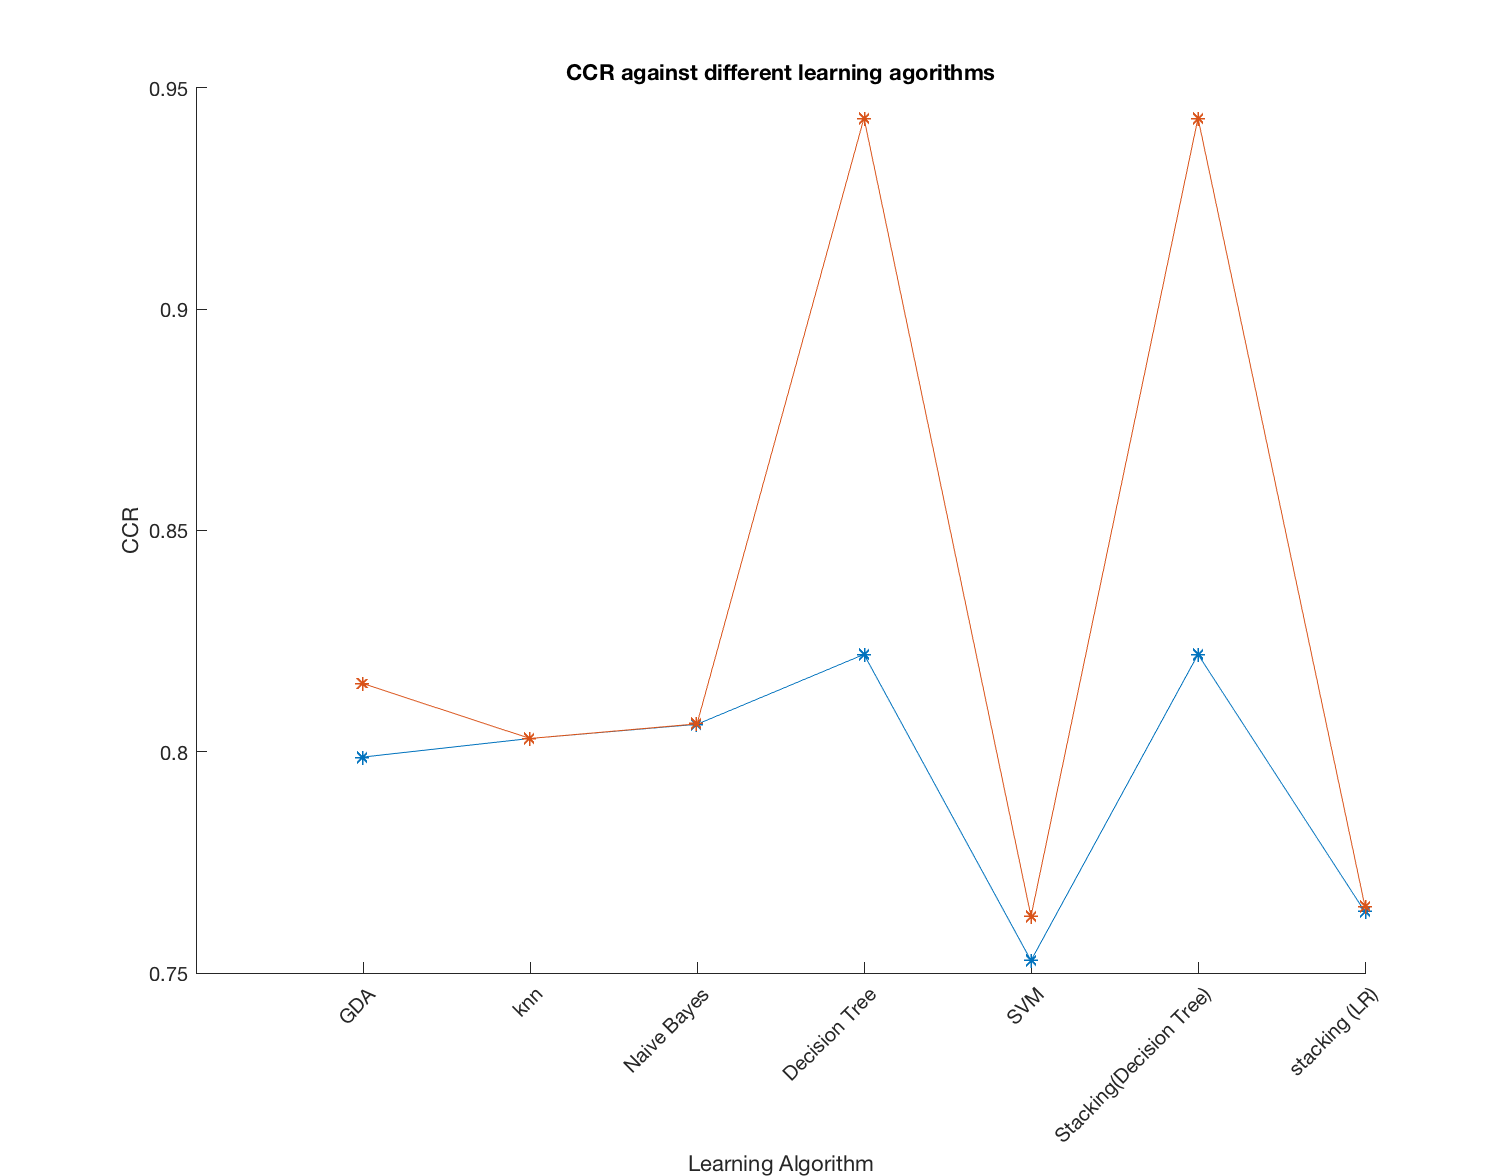 CCR against different learning agorithms
0.95
0.9
0.85
0.8
0.75
CCR
GDA
knn
Naive Bayes
Decision Tree
SVM
Stacking(Decision Tree)
stacking (LR)
Learning Algorithm